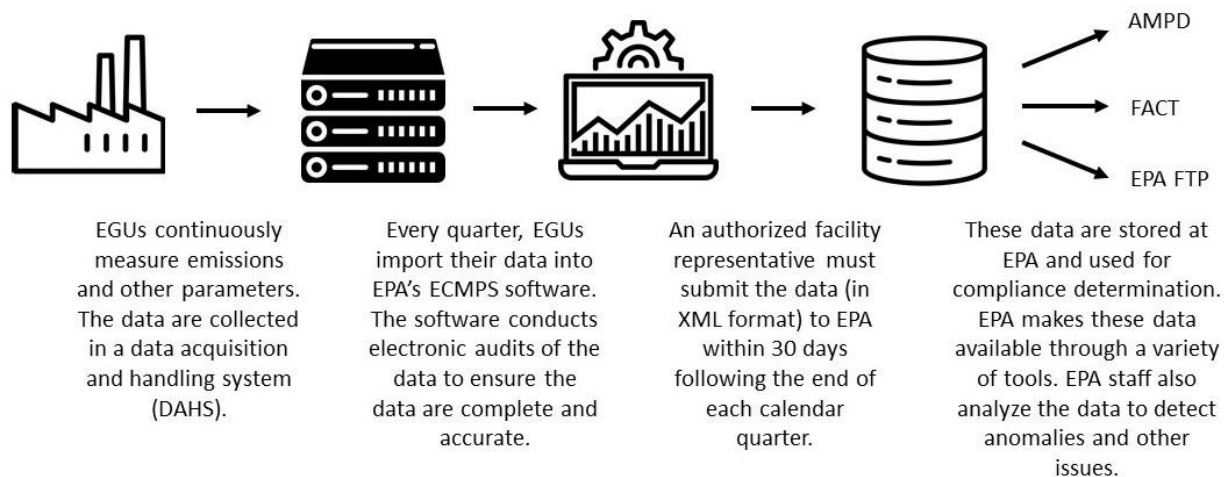 AMPD
FACT
EPA FTP
EGUs continuously
measure emissions
and other parameters.
The data are collected
in a data acquisition
and handling system
(DAHS).
Every quarter, EGUs
import their data into
EPA’s ECMPS software.
The software conducts
electronic audits of the
data to ensure the
data are complete and
accurate.
An authorized facility
representative must
submit the data (in
XML format) to EPA
within 30 days
following the end of
each calendar
quarter.
These data are stored at
EPA and used for
compliance determination.
EPA makes these data
available through a variety
of tools. EPA staff also
analyze the data to detect
anomalies and other
issues.